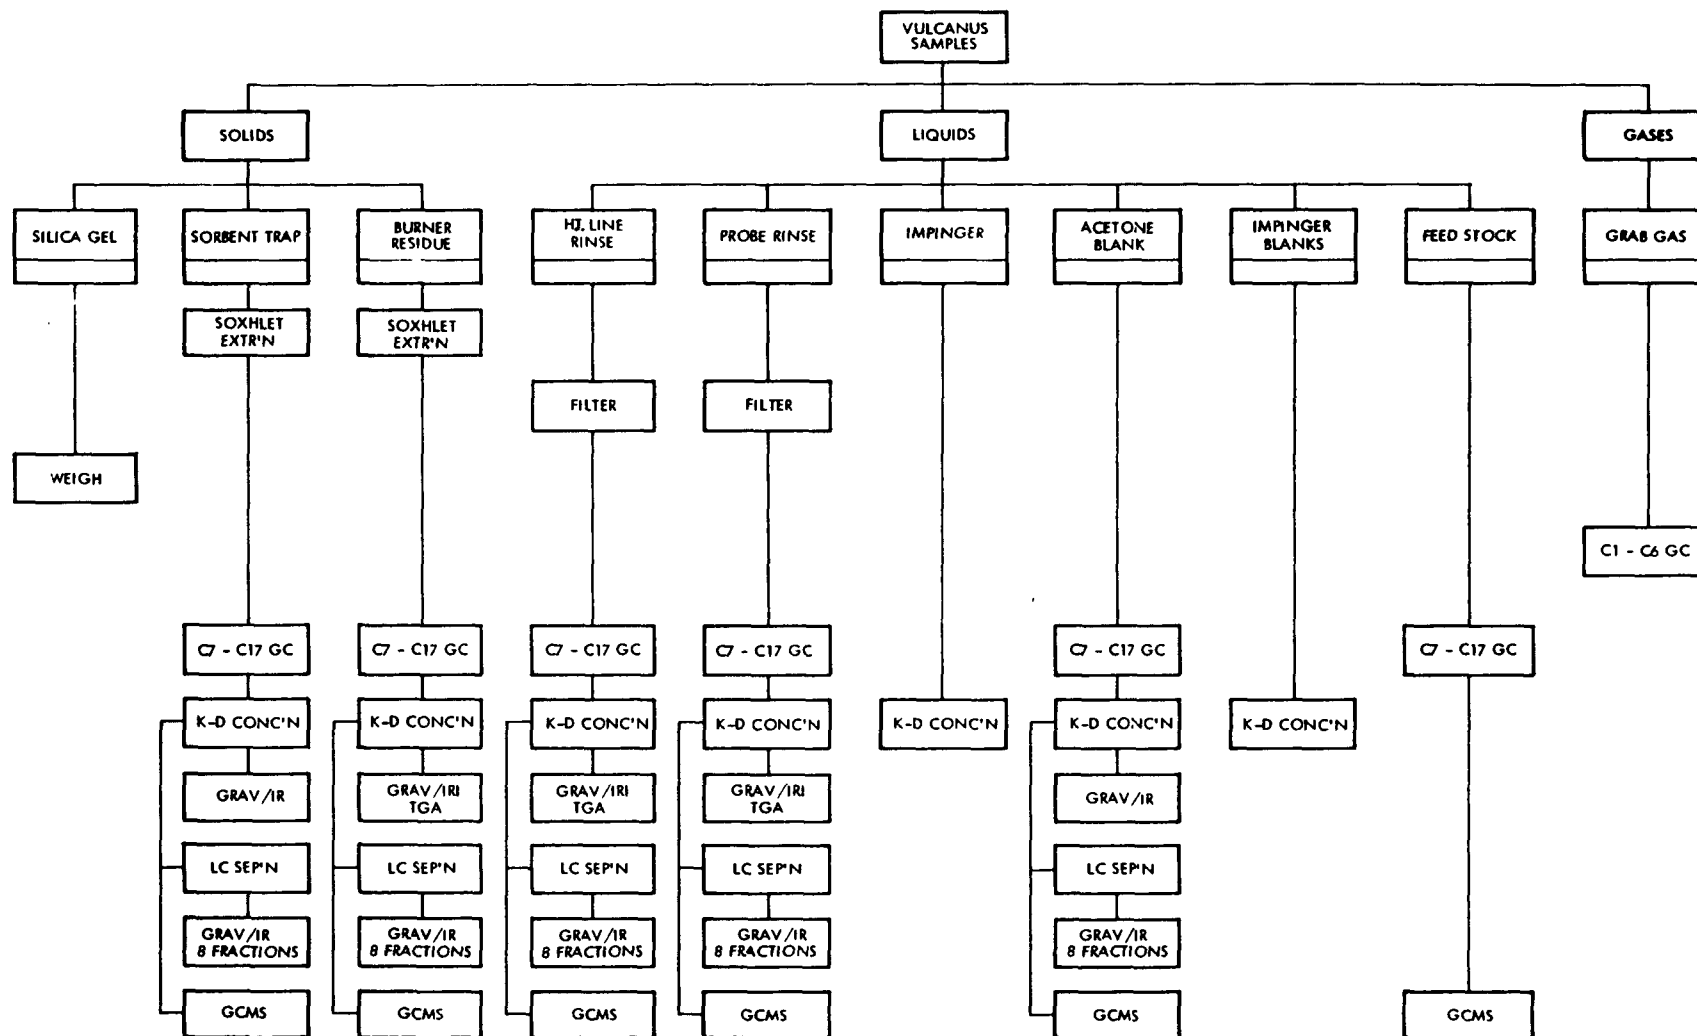 VULCANUS
SAMPLES
SOLIDS
LIQUIDS
GASES
SILICA GEL
SORBENT TRAP
BURNER
RESIDUE
HT. LINE
RINSE
PROBE RINSE
IMPINGER
ACETONE
BLANK
IMPINGER
BLANKS
FEED STOCK
GRAB GAS
SOXHLET
EXTR'N
SOXHLET
EXTR'N
FILTER
FILTER
WEIGH
C1 - C6 GC
C7 - C17 GC
C7 - C17 GC
C7 - C17 GC
C7 - C17 GC
C7 - C17 GC
C7 - C17 GC
K-D CONC'N
K-D CONC'N
K-D CONC'N
K-D CONC'N
K-D CONC'N
K-D CONC'N
K-D CONC'N
GRAV/IR
GRAV/IRI
TGA
GRAV/IRI
TGA
GRAV/IRI
TGA
GRAV/IR
LC SEP'N
LC SEP'N
LC SEP'N
LC SEP'N
LC SEP'N
GRAV/IR
8 FRACTIONS
GRAV/IR
8 FRACTIONS
GRAV/IR
8 FRACTIONS
GRAV/IR
8 FRACTIONS
GRAV/IR
8 FRACTIONS
GCMS
GCMS
GCMS
GCMS
GCMS
GCMS